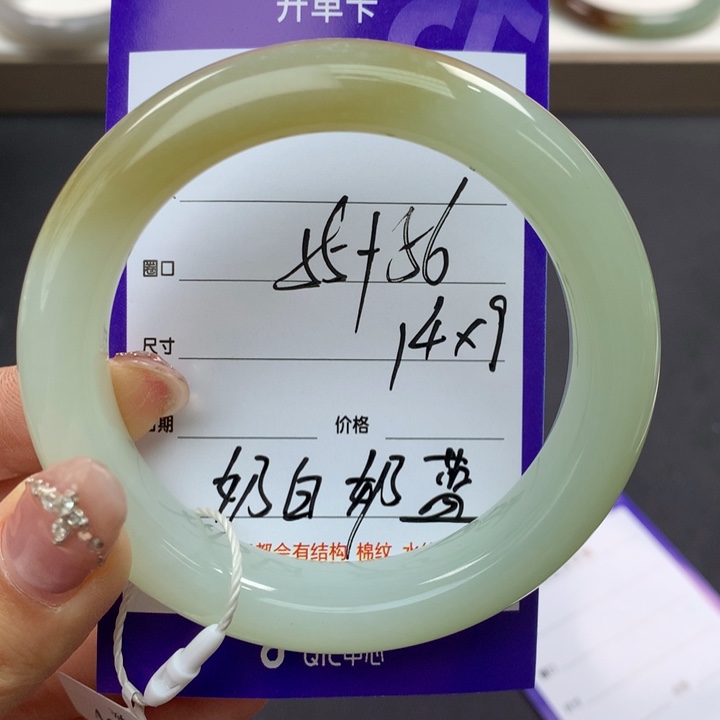 开单卡
圈口 55+56
尺寸 14×9
期 价格
奶白奶蓝
都会有结构 棉纹
QIC中心